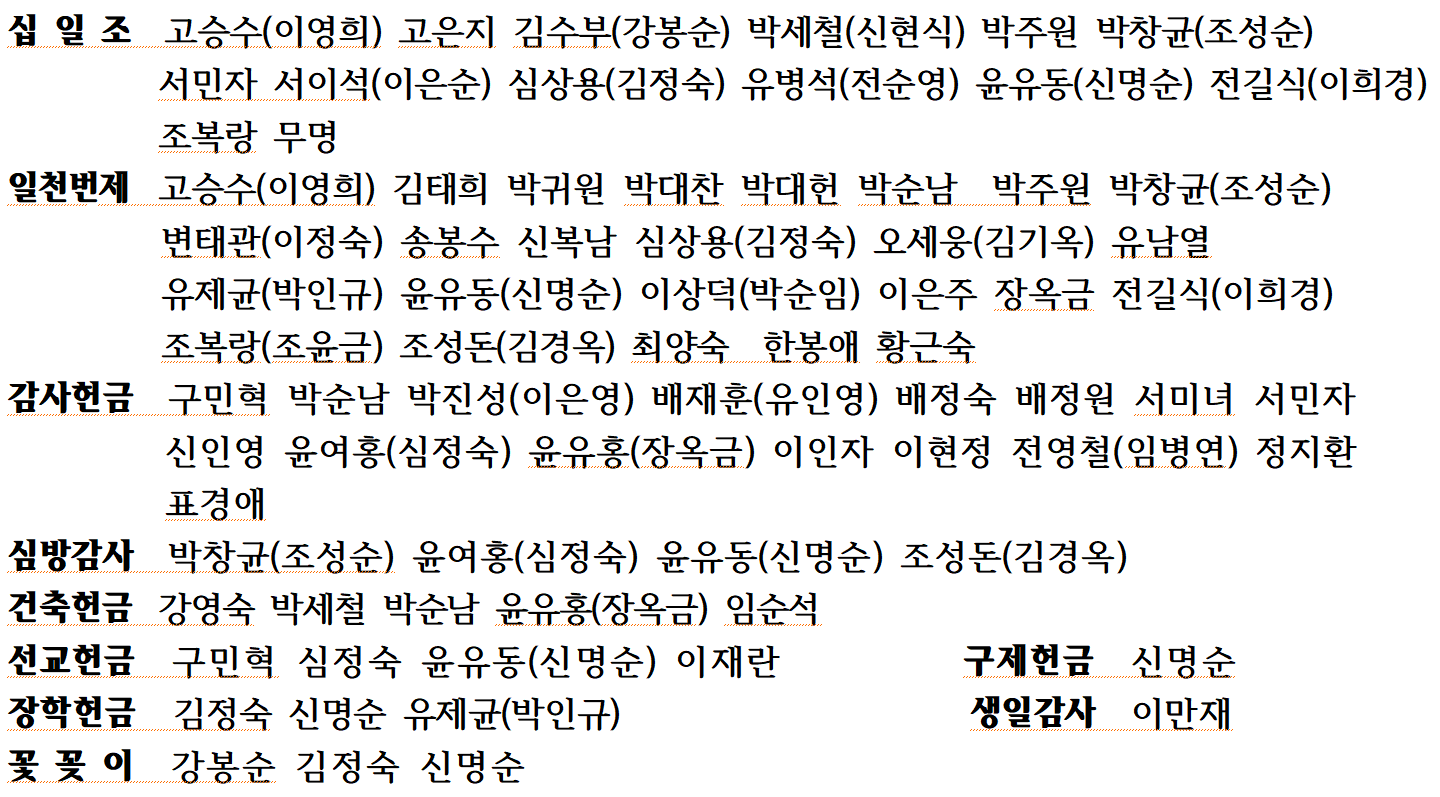 십 일 조 고승수(이영희) 고은지 김수부(강봉순) 박세철(신현식) 박주원 박창균(조성순)
서민자 서이석(이은순) 심상용(김정숙) 유병석(전순영) 윤유동(신명순) 전길식(이희경)
조복랑 무명
일천번제 고승수(이영희) 김태희 박귀원 박대찬 박대헌 박순남 박주원 박창균(조성순)
변태관(이정숙) 송봉수 신복남 심상용(김정숙) 오세웅(김기옥) 유남열
유제균(박인규) 윤유동(신명순) 이상덕(박순임) 이은주 장옥금 전길식(이희경)
조복랑(조윤금) 조성돈(김경옥) 최양숙 한봉애 황근숙
감사헌금 구민혁 박순남 박진성(이은영) 배재훈(유인영) 배정숙 배정원 서미녀 서민자
신인영 윤여홍(심정숙) 윤유홍(장옥금) 이인자 이현정 전영철(임병연) 정지환
표경애
심방감사 박창균(조성순) 윤여홍(심정숙) 윤유동(신명순) 조성돈(김경옥)
건축헌금 강영숙 박세철 박순남 윤유홍(장옥금) 임순석
선교헌금 구민혁 심정숙 윤유동(신명순) 이재란 구제헌금 신명순
장학헌금 김정숙 신명순 유제균(박인규) 생일감사 이만재
꽃 꽂 이 강봉순 김정숙 신명순